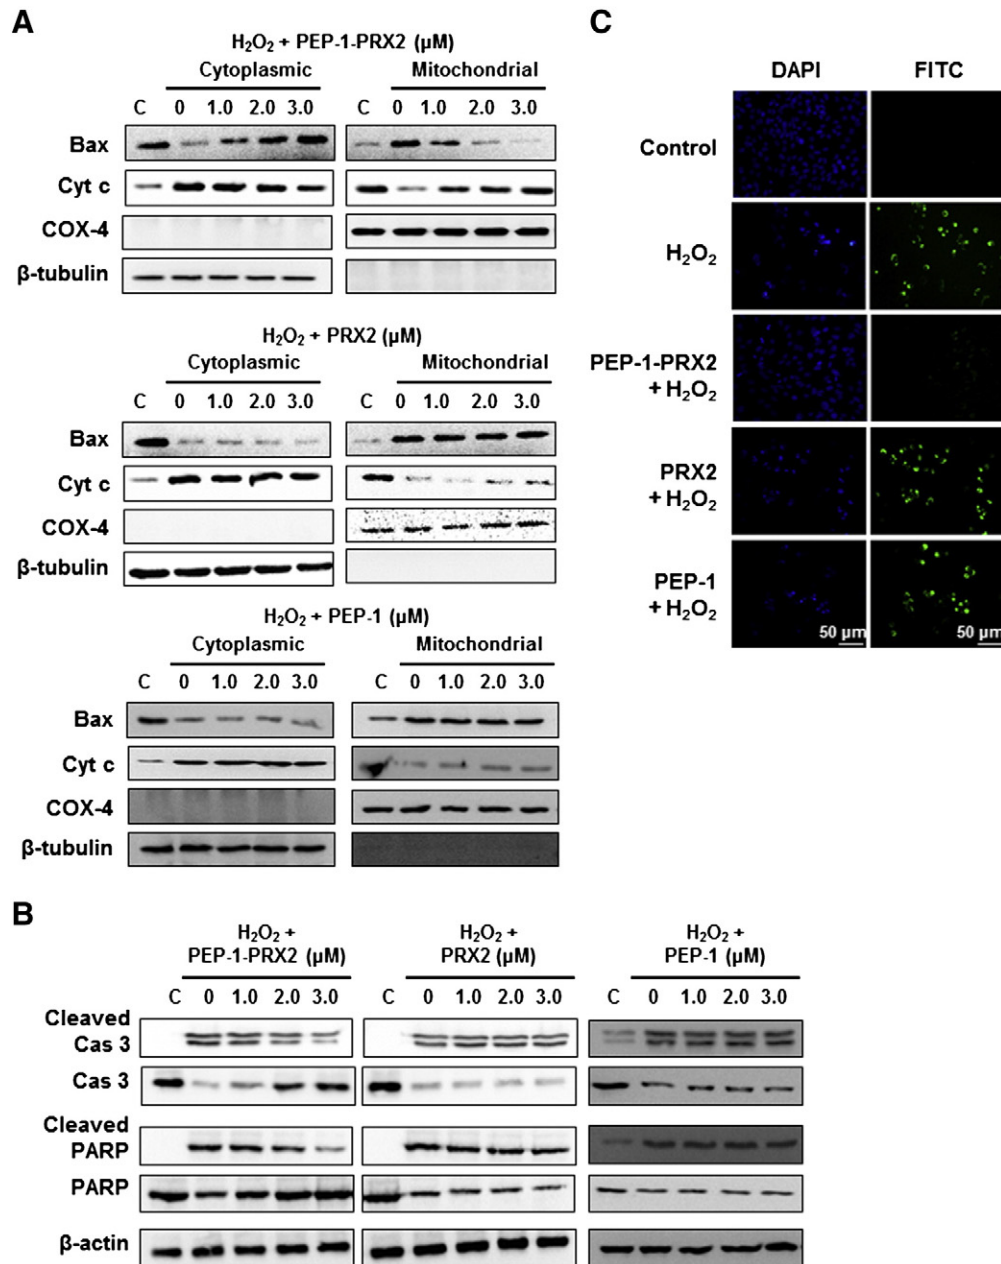 A
H₂O₂ + PEP-1-PRX2 (μM)
Cytoplasmic Mitochondrial
C 0 1.0 2.0 3.0 C 0 1.0 2.0 3.0
Bax
Cyt c
COX-4
β-tubulin
H₂O₂ + PRX2 (μM)
Cytoplasmic Mitochondrial
C 0 1.0 2.0 3.0 C 0 1.0 2.0 3.0
Bax
Cyt c
COX-4
β-tubulin
H₂O₂ + PEP-1 (μM)
Cytoplasmic Mitochondrial
C 0 1.0 2.0 3.0 C 0 1.0 2.0 3.0
Bax
Cyt c
COX-4
β-tubulin
B
H₂O₂ +
PEP-1-PRX2 (μM)
H₂O₂ +
PRX2 (μM)
H₂O₂ +
PEP-1 (μM)
C 0 1.0 2.0 3.0 C 0 1.0 2.0 3.0 C 0 1.0 2.0 3.0
Cleaved
Cas 3
Cas 3
Cleaved
PARP
PARP
β-actin
C
DAPI FITC
Control
H₂O₂
PEP-1-PRX2
+ H₂O₂
PRX2
+ H₂O₂
PEP-1
+ H₂O₂
50 μm 50 μm